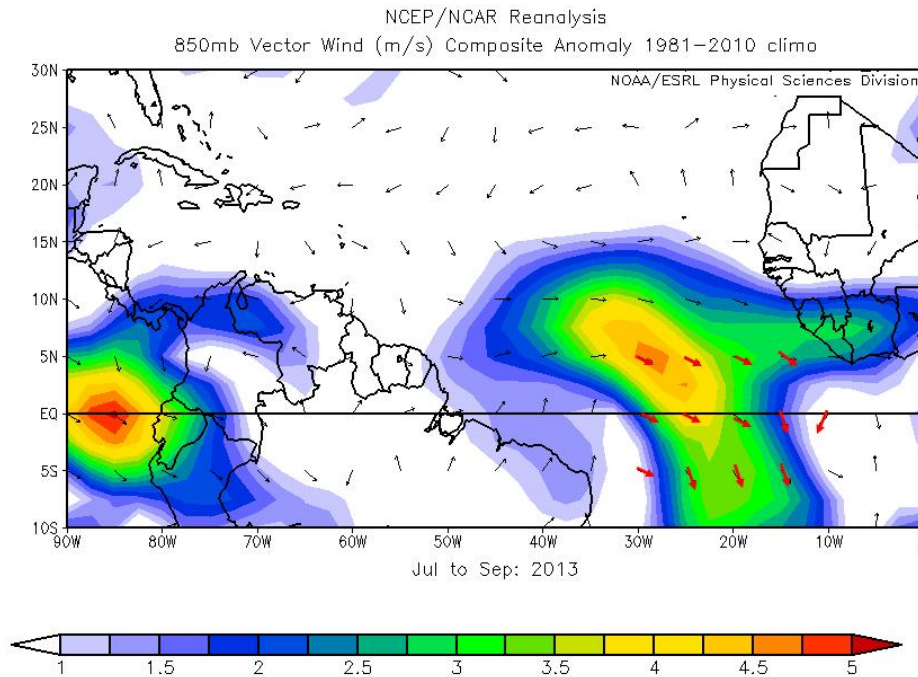 NCEP/NCAR Reanalysis
850mb Vector Wind (m/s) Composite Anomaly 1981-2010 climo
NOAA/ESRL Physical Sciences Division
30N
25N
20N
15N
10N
5N
EQ
5S
10S
90W 80W 70W 60W 50W 40W 30W 20W 10W
Jul to Sep: 2013
1 1.5 2 2.5 3 3.5 4 4.5 5